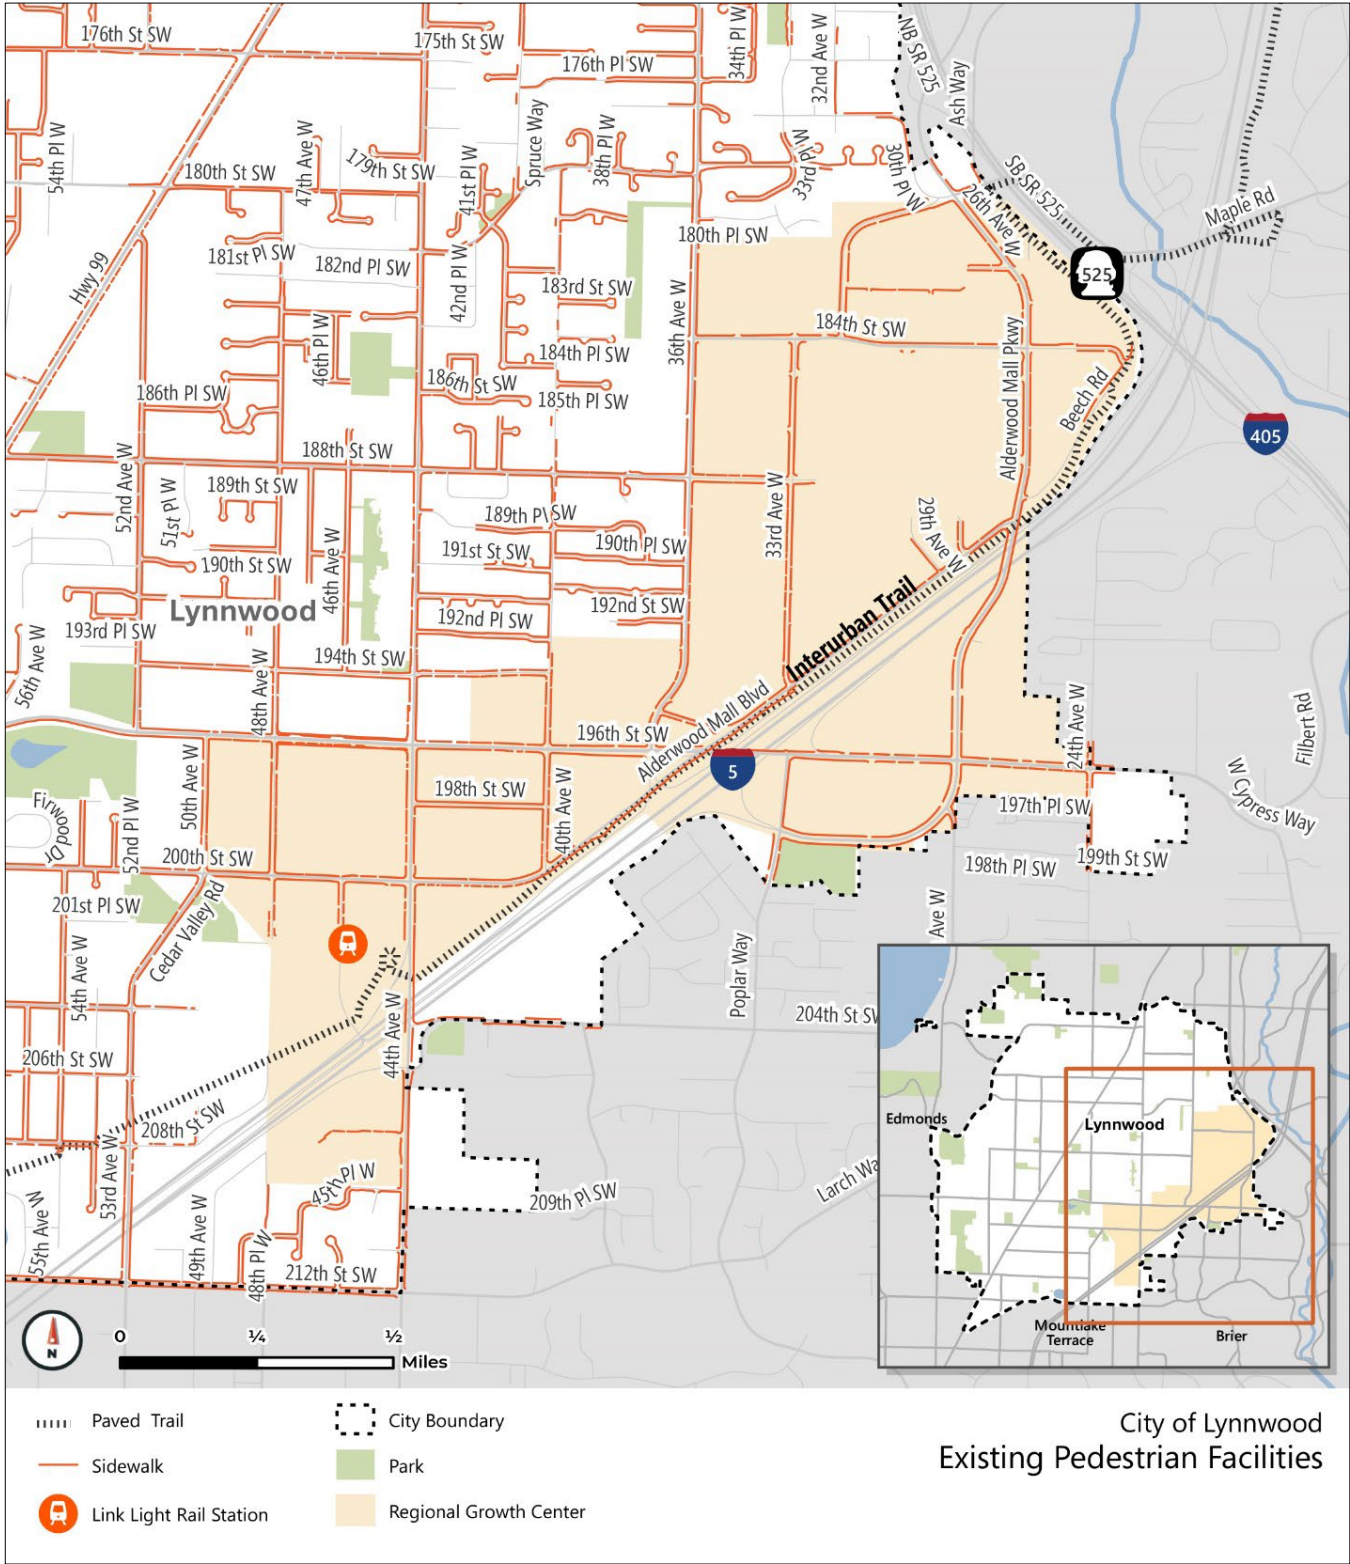 176th St SW
175th St SW
176th Pl SW
34th Pl W
32nd Ave W
NB SR 525
Ash Way
54th Pl W
47th Ave W
179th St SW
180th St SW
41st Pl W
Spruce Way
38th Pl W
33rd Pl W
30th Pl W
SB SR 525
26th Ave W
Maple Rd
Hwy 99
181st Pl SW
182nd Pl SW
42nd Pl W
180th Pl SW
183rd St SW
36th Ave W
525
46th Pl W
184th St SW
184th Pl SW
Alderwood Mall Pkwy
186th St SW
186th Pl SW
185th Pl SW
Beech Rd
405
188th St SW
52nd Ave W
51st Pl W
189th St SW
189th Pl SW
33rd Ave W
29th Ave W
190th St SW
46th Ave W
191st St SW
190th Pl SW
Lynnwood
192nd Pl SW
192nd St SW
Interurban Trail
193rd Pl SW
194th St SW
56th Ave W
48th Ave W
Alderwood Mall Blvd
196th St SW
24th Ave W
Filbert Rd
5
50th Ave W
198th St SW
40th Ave W
197th Pl SW
W Cypress Way
Firwood Dr
52nd Pl W
200th St SW
198th Pl SW
199th St SW
201st Pl SW
Cedar Valley Rd
54th Ave W
Poplar Way
Ave W
44th Ave W
204th St SW
206th St SW
208th St SW
53rd Ave W
45th Pl W
209th Pl SW
Larch Wa
55th Ave W
49th Ave W
48th Pl W
212th St SW
Edmonds
Lynnwood
Mountlake
Terrace
Brier
N
0 ¼ ½
Miles
Paved Trail
Sidewalk
Link Light Rail Station
City Boundary
Park
Regional Growth Center
City of Lynnwood
Existing Pedestrian Facilities